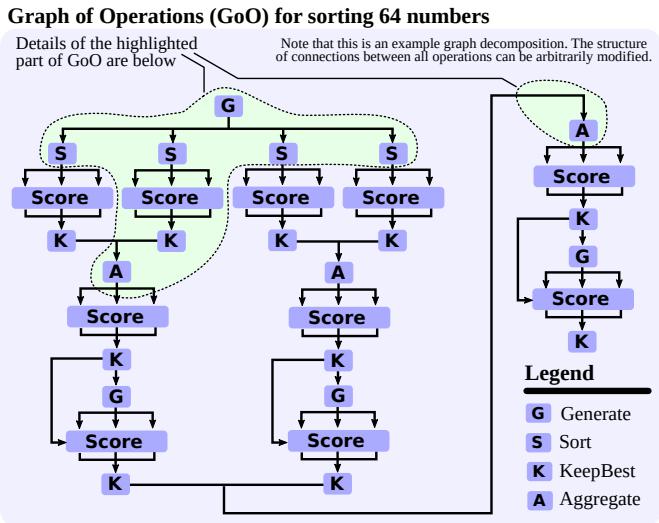 Graph of Operations (GoO) for sorting 64 numbers
Details of the highlighted
part of GoO are below
Note that this is an example graph decomposition. The structure
of connections between all operations can be arbitrarily modified.
G
S S S S
Score Score Score Score
K K K K
A A
Score Score
K K
G G
Score Score
K K
A
Score
K
G
Score
K
Legend
G Generate
S Sort
K KeepBest
A Aggregate